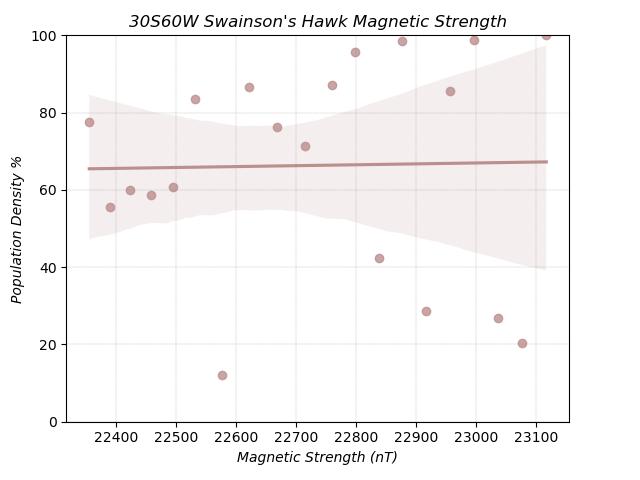 30S60W Swainson's Hawk Magnetic Strength
100
80
60
40
20
0
Population Density %
22400 22500 22600 22700 22800 22900 23000 23100
Magnetic Strength (nT)